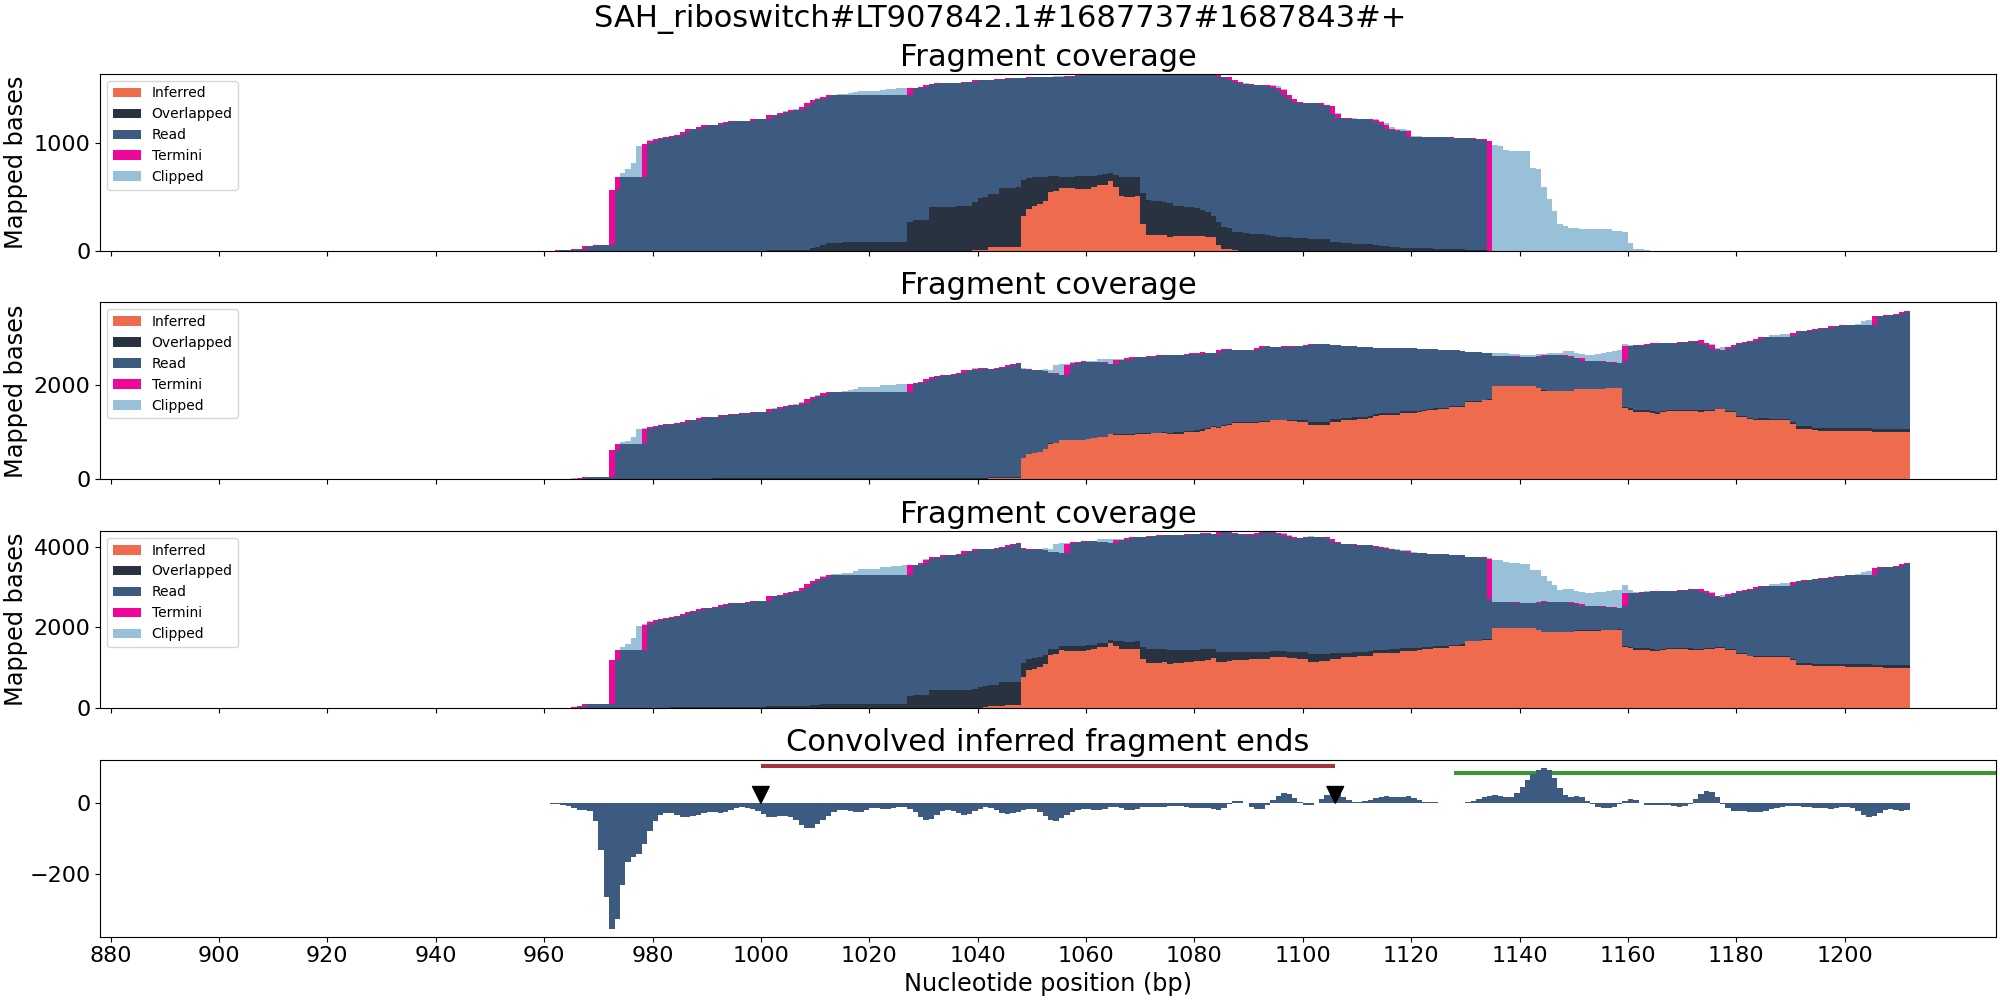 SAH_riboswitch#LT907842.1#1687737#1687843#+
Fragment coverage
Mapped bases
1000
0
Inferred
Overlapped
Read
Termini
Clipped
Fragment coverage
Mapped bases
2000
0
Inferred
Overlapped
Read
Termini
Clipped
Fragment coverage
Mapped bases
4000
2000
0
Inferred
Overlapped
Read
Termini
Clipped
Convolved inferred fragment ends
0
−200
880 900 920 940 960 980 1000 1020 1040 1060 1080 1100 1120 1140 1160 1180 1200
Nucleotide position (bp)